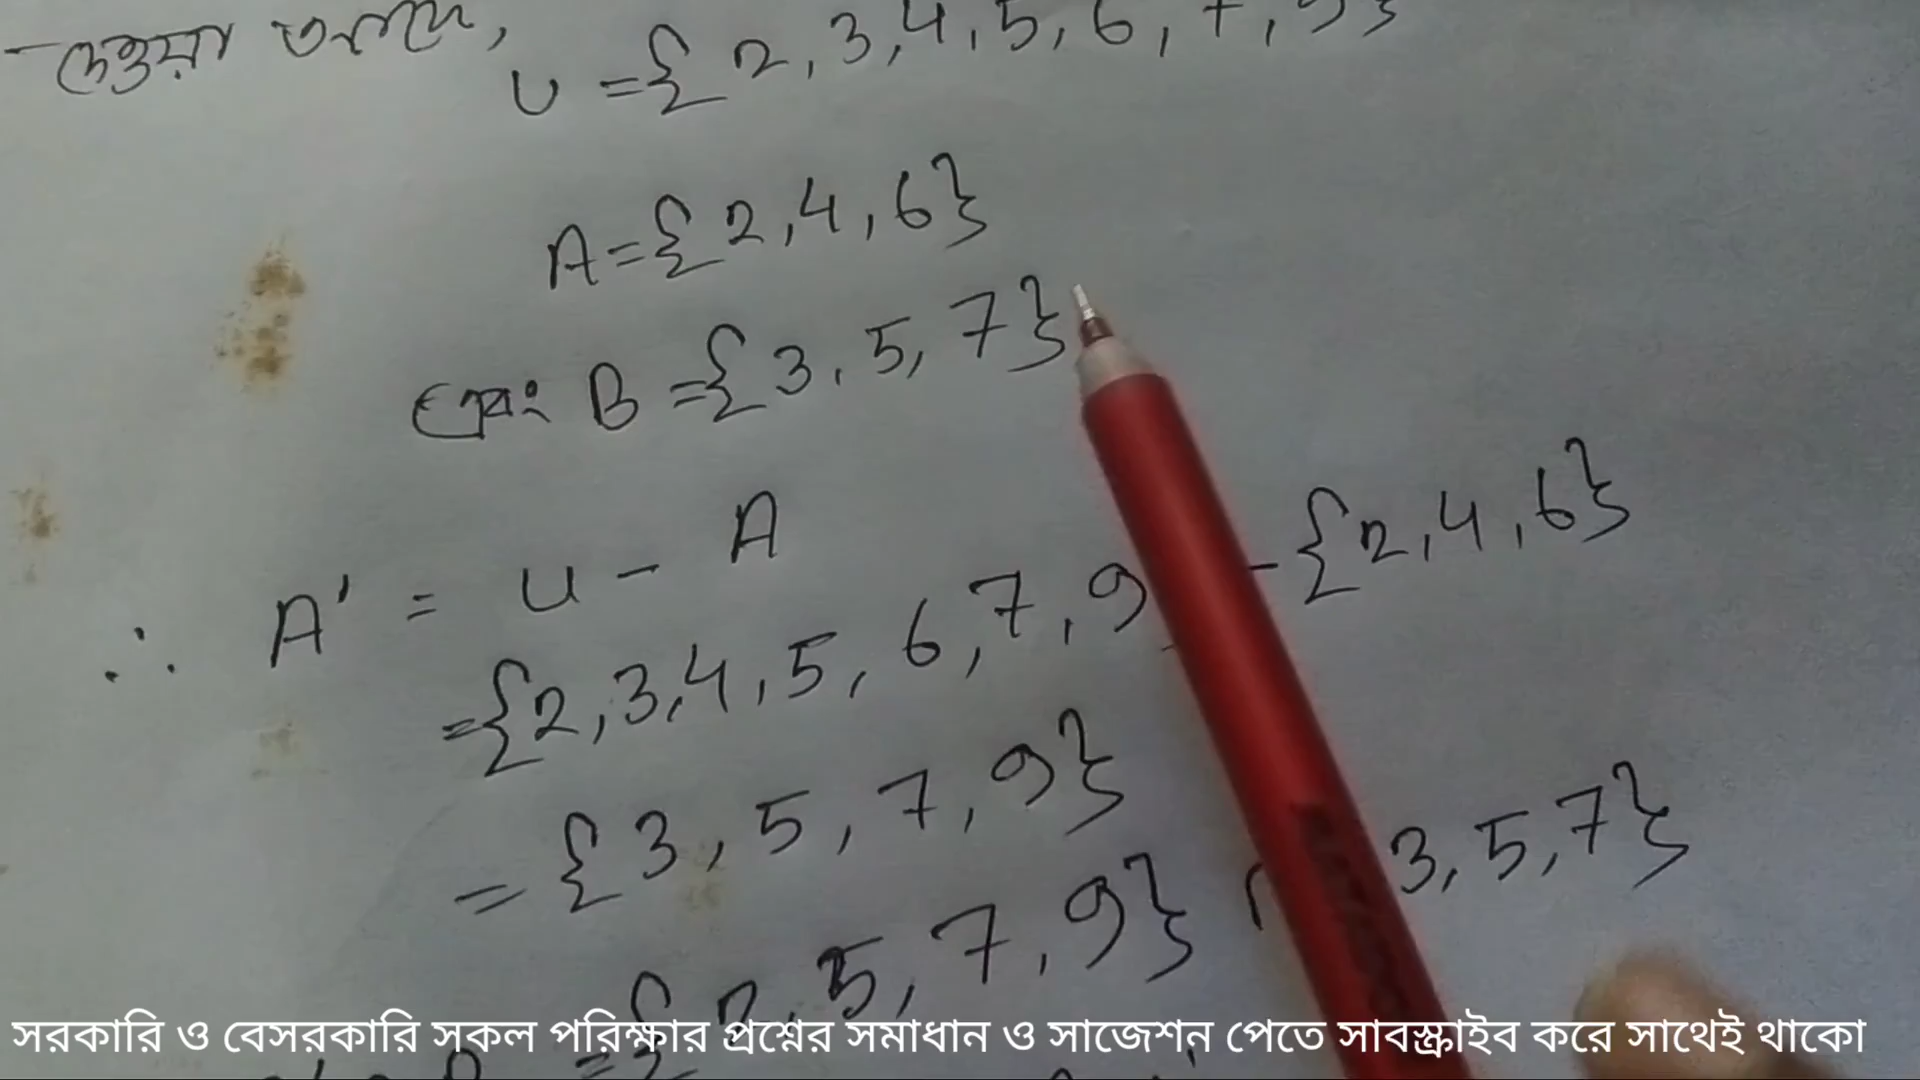 দেওয়া আছে,
U = {2, 3, 4, 5, 6, 7, 9}
A = {2, 4, 6}
এবং B = {3, 5, 7}
∴ A' = U - A
= {2, 3, 4, 5, 6, 7, 9 - {2, 4, 6}
= {3, 5, 7, 9}
{3, 5, 7, 9} 3, 5, 7}
সরকারি ও বেসরকারি সকল পরিক্ষার প্রশ্নের সমাধান ও সাজেশন পেতে সাবস্ক্রাইব করে সাথেই থাকো